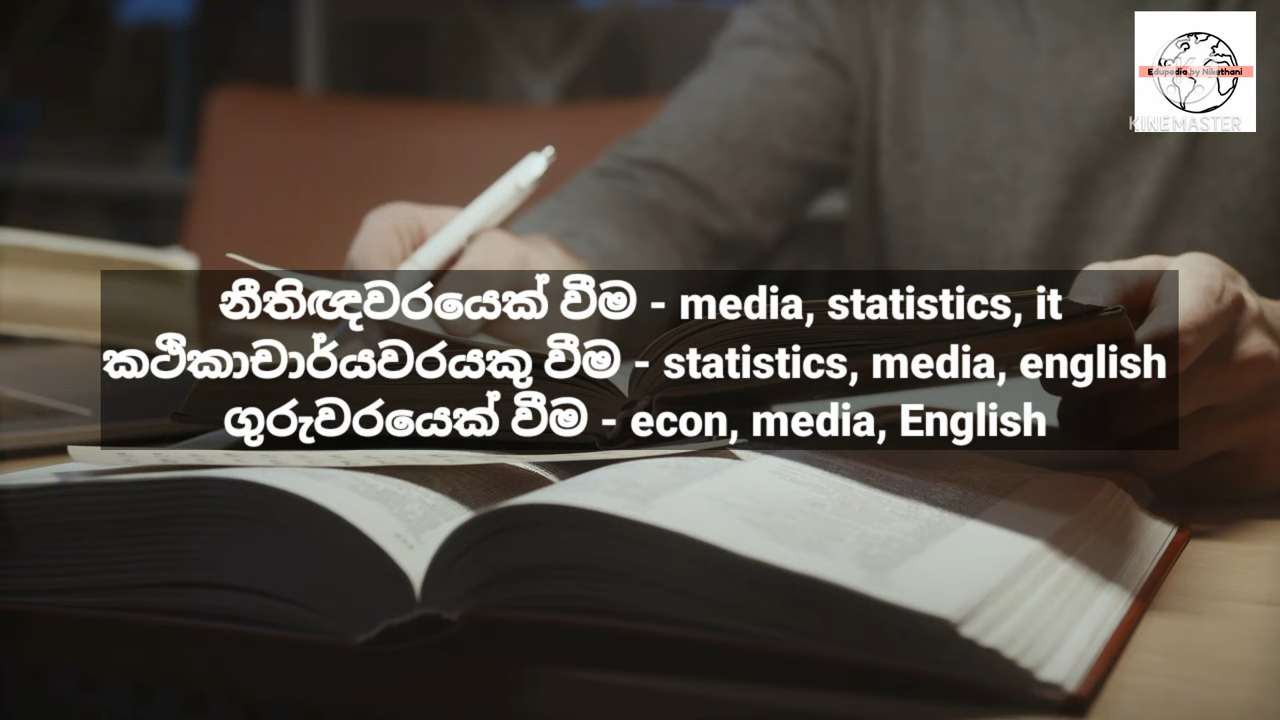 Edupedia by Nikethani
KINEMASTER
නීතිඥවරයෙක් වීම - media, statistics, it
කථිකාචාර්යවරයකු වීම - statistics, media, english
ගුරුවරයෙක් වීම - econ, media, English